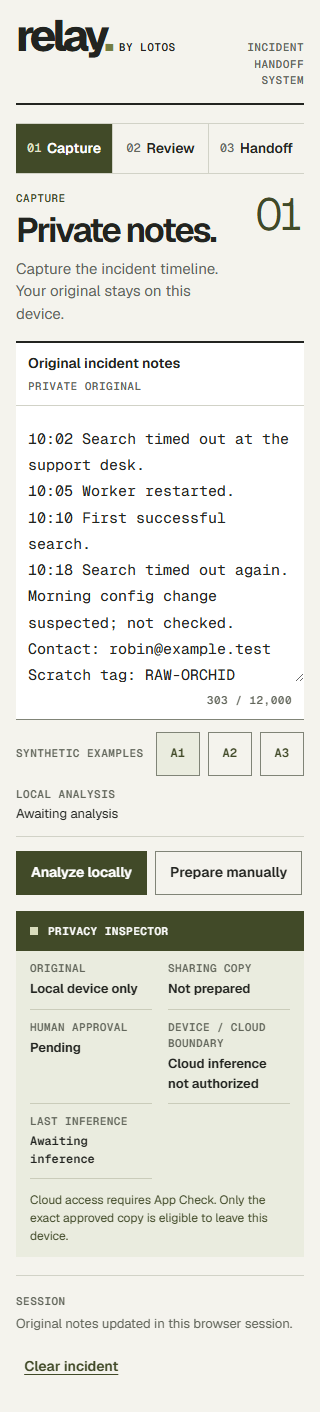 relay. BY LOTOS
INCIDENT
HANDOFF
SYSTEM
01 Capture
02 Review
03 Handoff
CAPTURE
Private notes.
01
Capture the incident timeline.
Your original stays on this
device.
Original incident notes
PRIVATE ORIGINAL
10:02 Search timed out at the
support desk.
10:05 Worker restarted.
10:10 First successful
search.
10:18 Search timed out again.
Morning config change
suspected; not checked.
Contact: robin@example.test
Scratch tag: RAW-ORCHID
303 / 12,000
SYNTHETIC EXAMPLES
A1
A2
A3
LOCAL ANALYSIS
Awaiting analysis
Analyze locally
Prepare manually
PRIVACY INSPECTOR
ORIGINAL
Local device only
SHARING COPY
Not prepared
HUMAN APPROVAL
Pending
DEVICE / CLOUD
BOUNDARY
Cloud inference
not authorized
LAST INFERENCE
Awaiting
inference
Cloud access requires App Check. Only the
exact approved copy is eligible to leave this
device.
SESSION
Original notes updated in this browser session.
Clear incident